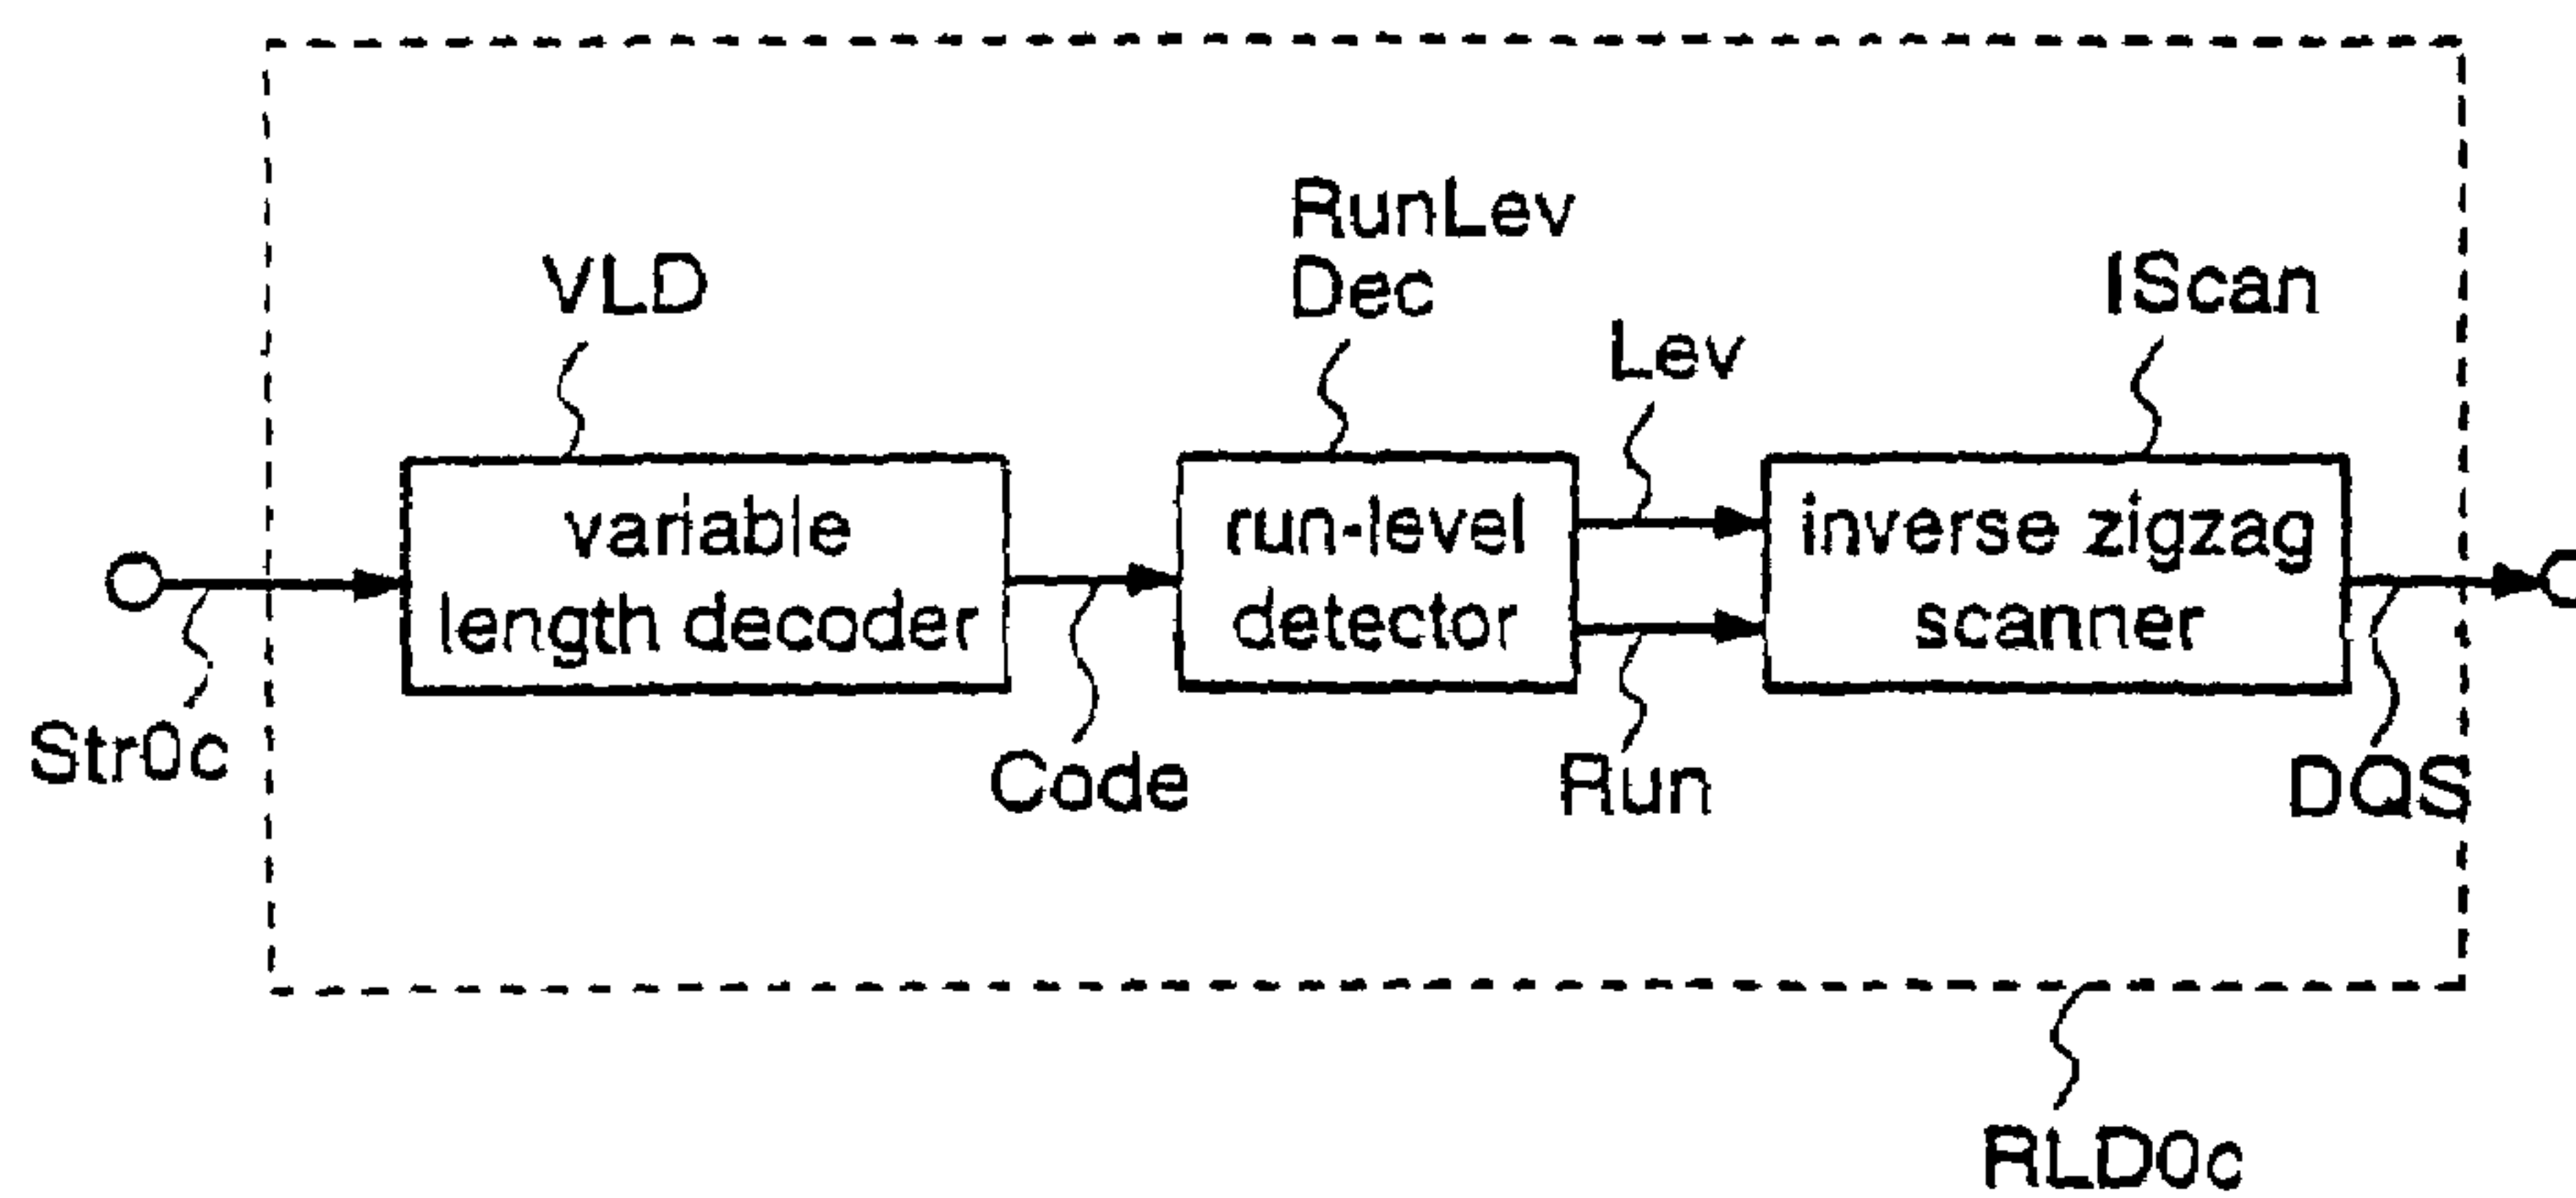 RunLev
Dec
VLD
IScan
Lev
variable
length decoder
run-level
detector
inverse zigzag
scanner
Str0c
Code
Run
DQS
RLD0c